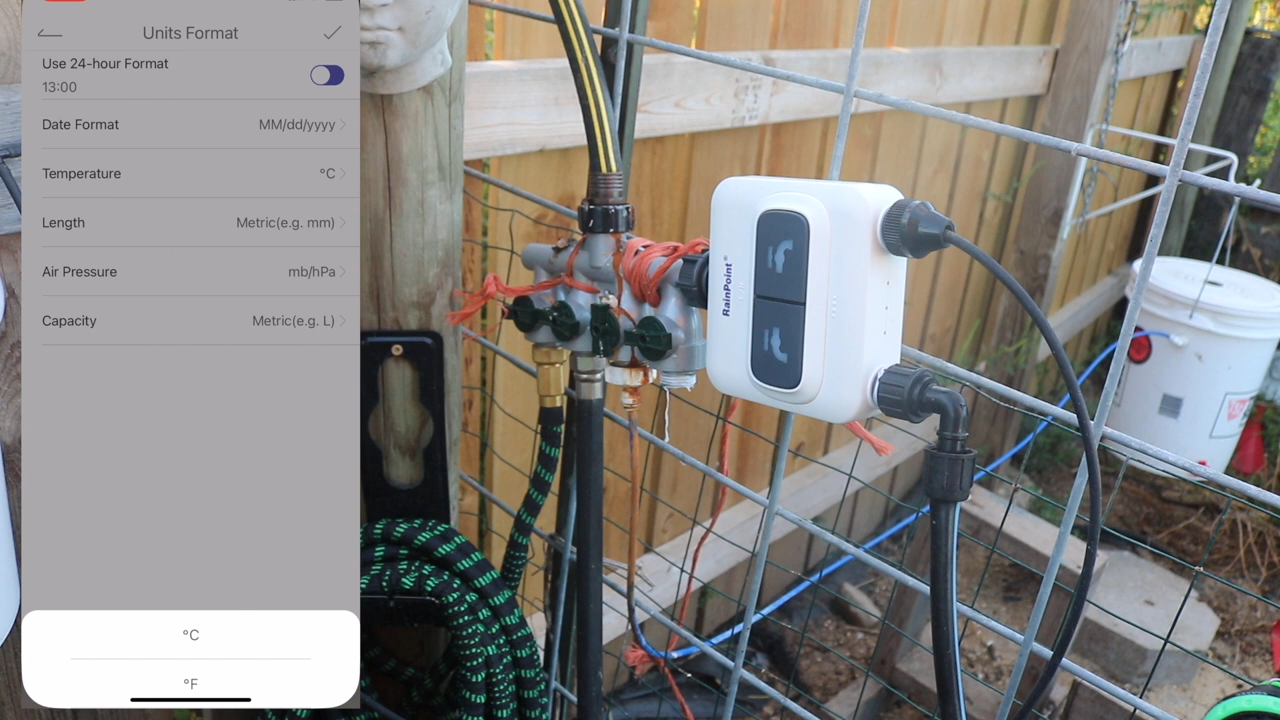 Units Format
Use 24-hour Format
13:00
Date Format MM/dd/yyyy
Temperature °C
Length Metric(e.g. mm)
Air Pressure mb/hPa
Capacity Metric(e.g. L)
°C
°F
RainPoint®